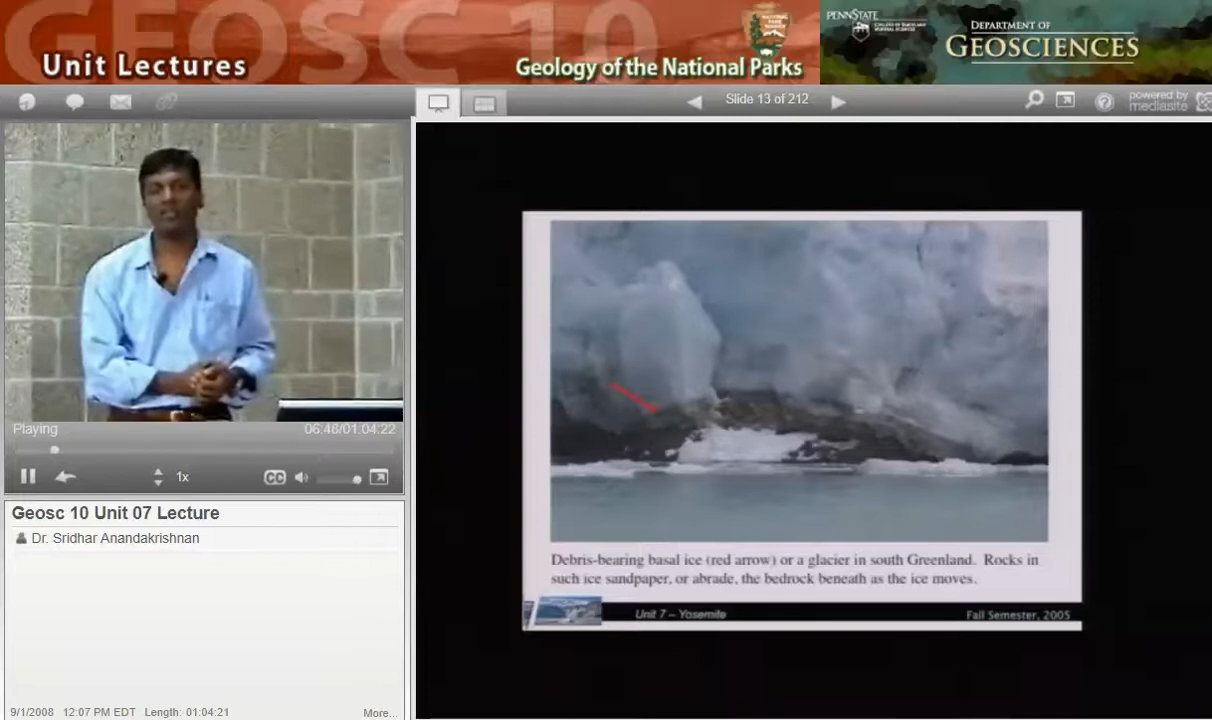 GEOSC 10
Unit Lectures
Geology of the National Parks
PENNSTATE
DEPARTMENT OF
GEOSCIENCES
Slide 13 of 212
powered by
mediasite
Playing
06:48/01:04:22
1x
CC
Geosc 10 Unit 07 Lecture
Dr. Sridhar Anandakrishnan
Debris-bearing basal ice (red arrow) or a glacier in south Greenland. Rocks in
such ice sandpaper, or abrade, the bedrock beneath as the ice moves.
Unit 7 – Yosemite
Fall Semester, 2005
9/1/2008 12:07 PM EDT Length: 01:04:21
More...